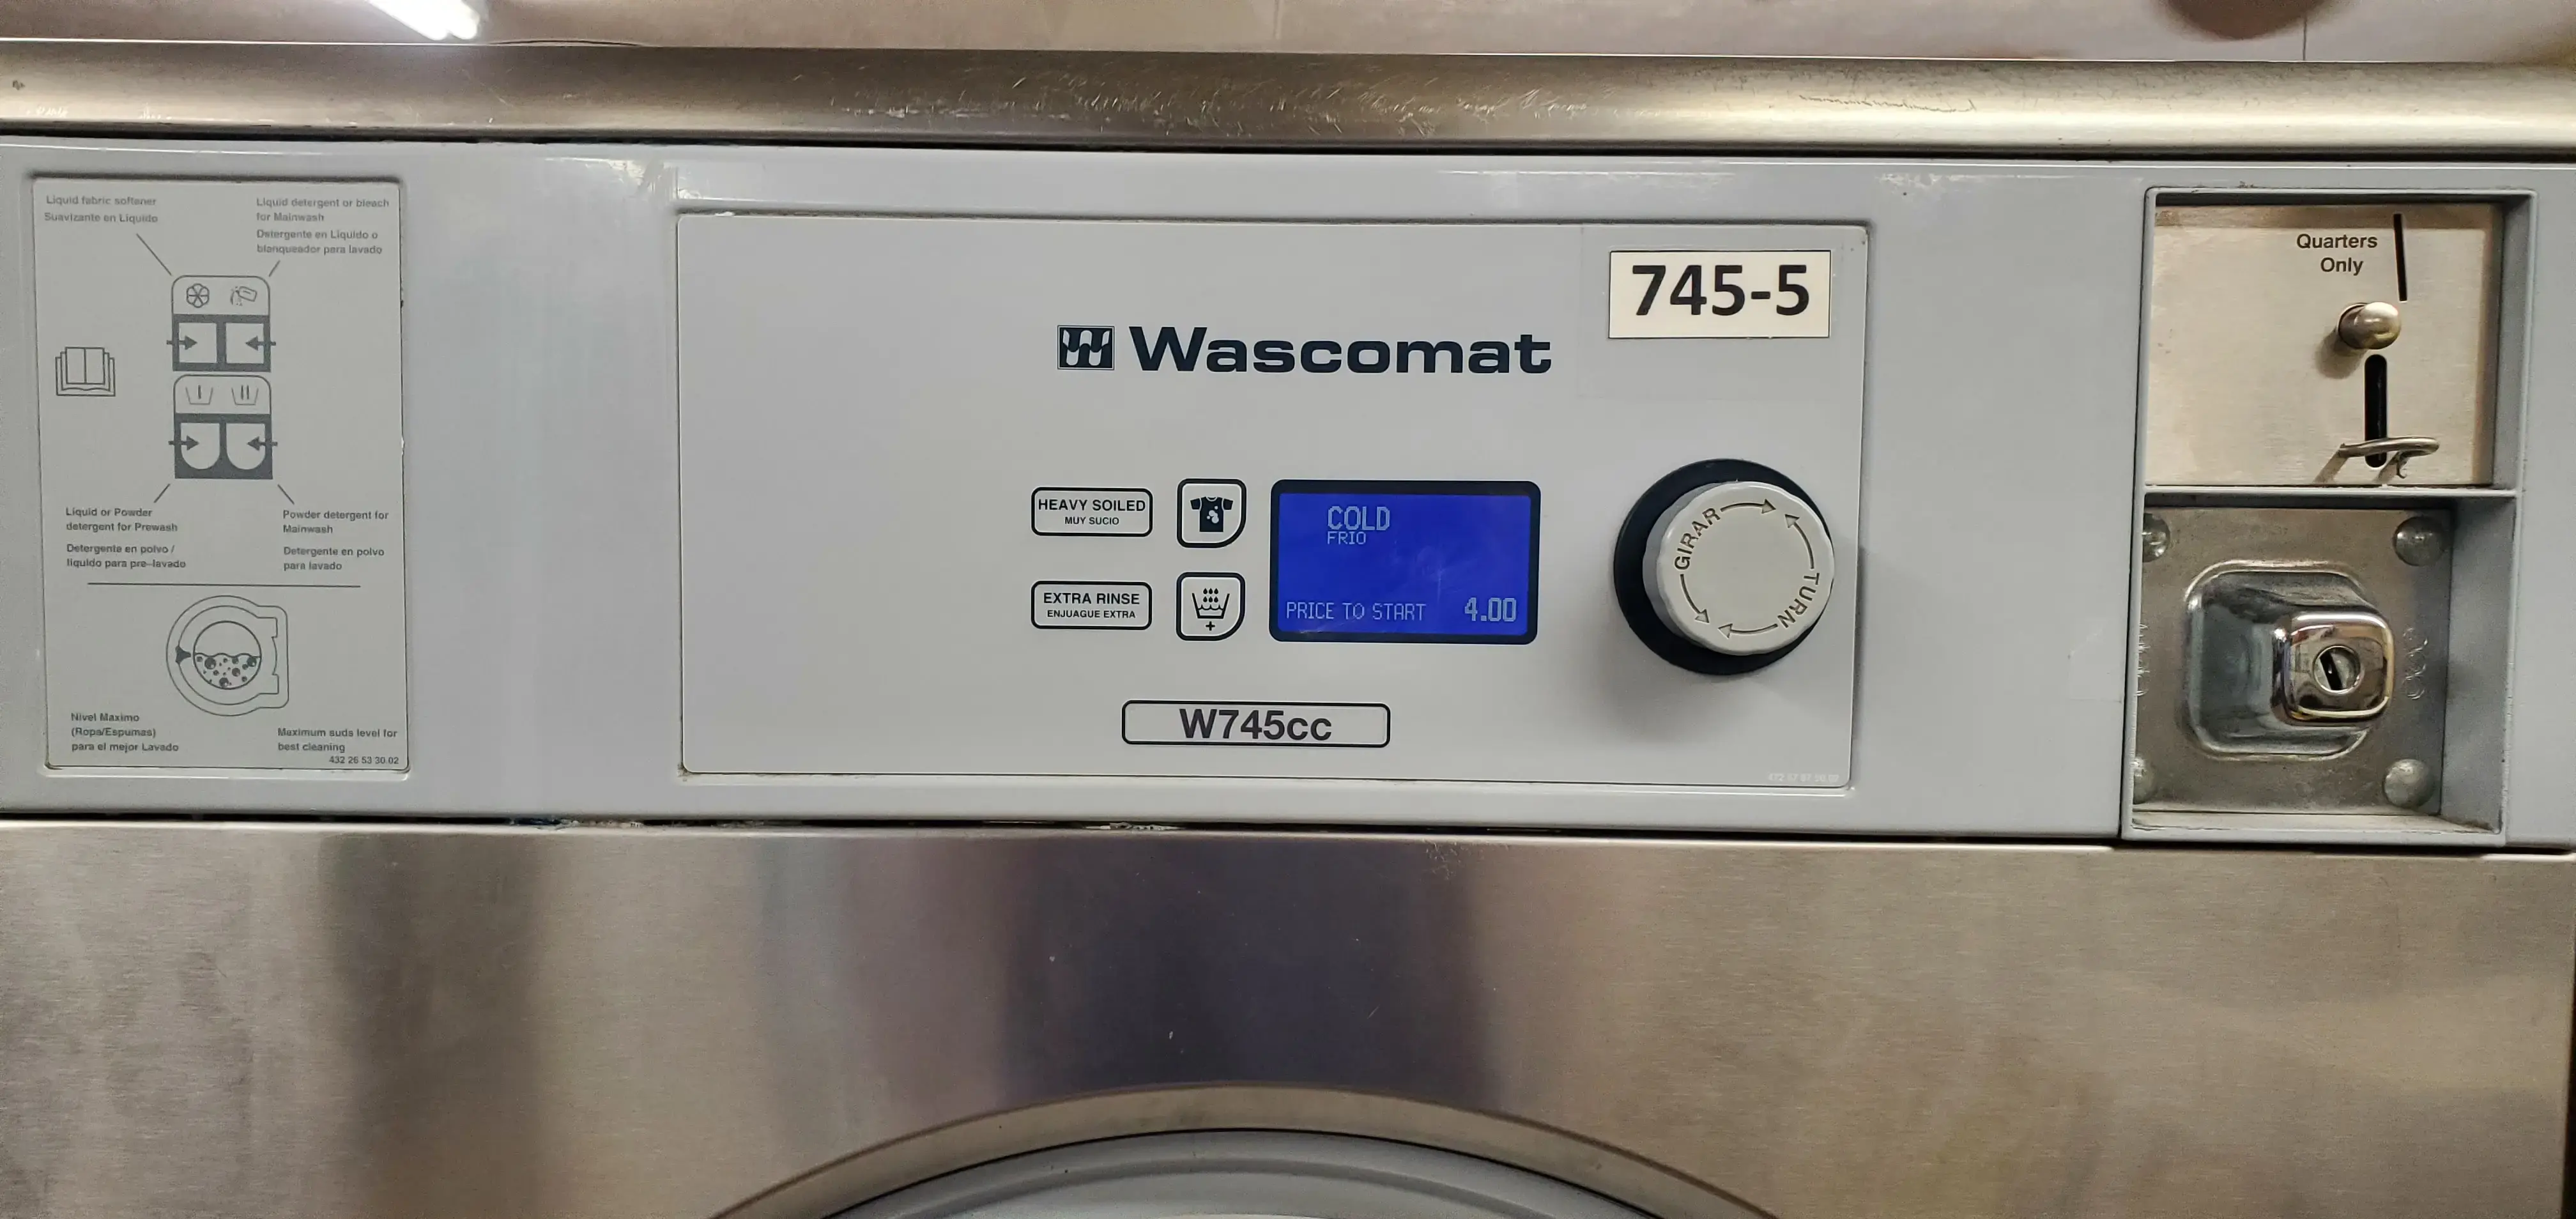 Liquid fabric softener
Suavizante en Liquido
Liquid detergent or bleach
for Mainwash
Detergente en Liquido o
blanqueador para lavado
I II
Liquid or Powder
detergent for Prewash
Detergente en polvo /
liquido para pre-lavado
Powder detergent for
Mainwash
Detergente en polvo
para lavado
Nivel Maximo
(Ropa/Espumas)
para el mejor Lavado
Maximum suds level for
best cleaning
432 26 53 30.02
745-5
Wascomat
HEAVY SOILED
MUY SUCIO
EXTRA RINSE
ENJUAGUE EXTRA
COLD
FRIO
PRICE TO START 4.00
GIRAR
TURN
W745cc
Quarters
Only